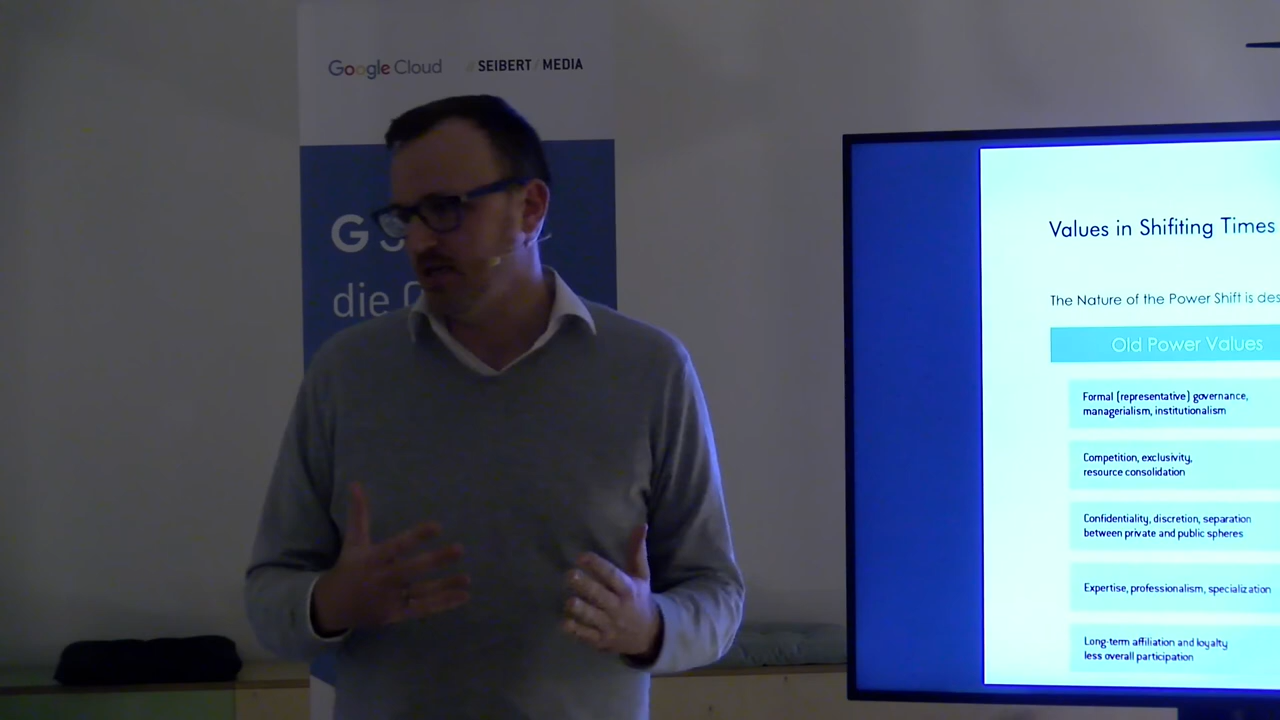 Google Cloud
// SEIBERT / MEDIA
G
die
Values in Shifiting Times
The Nature of the Power Shift is des
Old Power Values
Formal (representative) governance,
managerialism, institutionalism
Competition, exclusivity,
resource consolidation
Confidentiality, discretion, separation
between private and public spheres
Expertise, professionalism, specialization
Long-term affiliation and loyalty
less overall participation